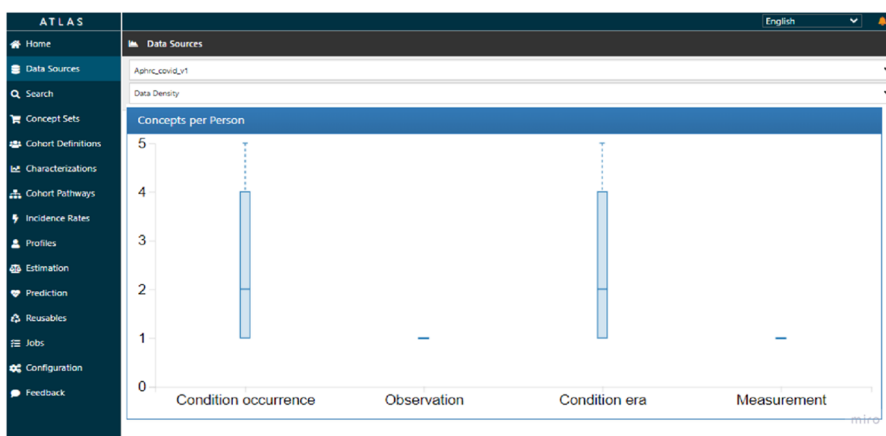 ATLAS
English
Home
Data Sources
Data Sources
Aphrc_covid_v1
Search
Data Density
Concept Sets
Concepts per Person
Cohort Definitions
Characterizations
Cohort Pathways
Incidence Rates
Profiles
Estimation
Prediction
Reusables
Jobs
Configuration
Feedback
5
4
3
2
1
0
Condition occurrence
Observation
Condition era
Measurement
miro